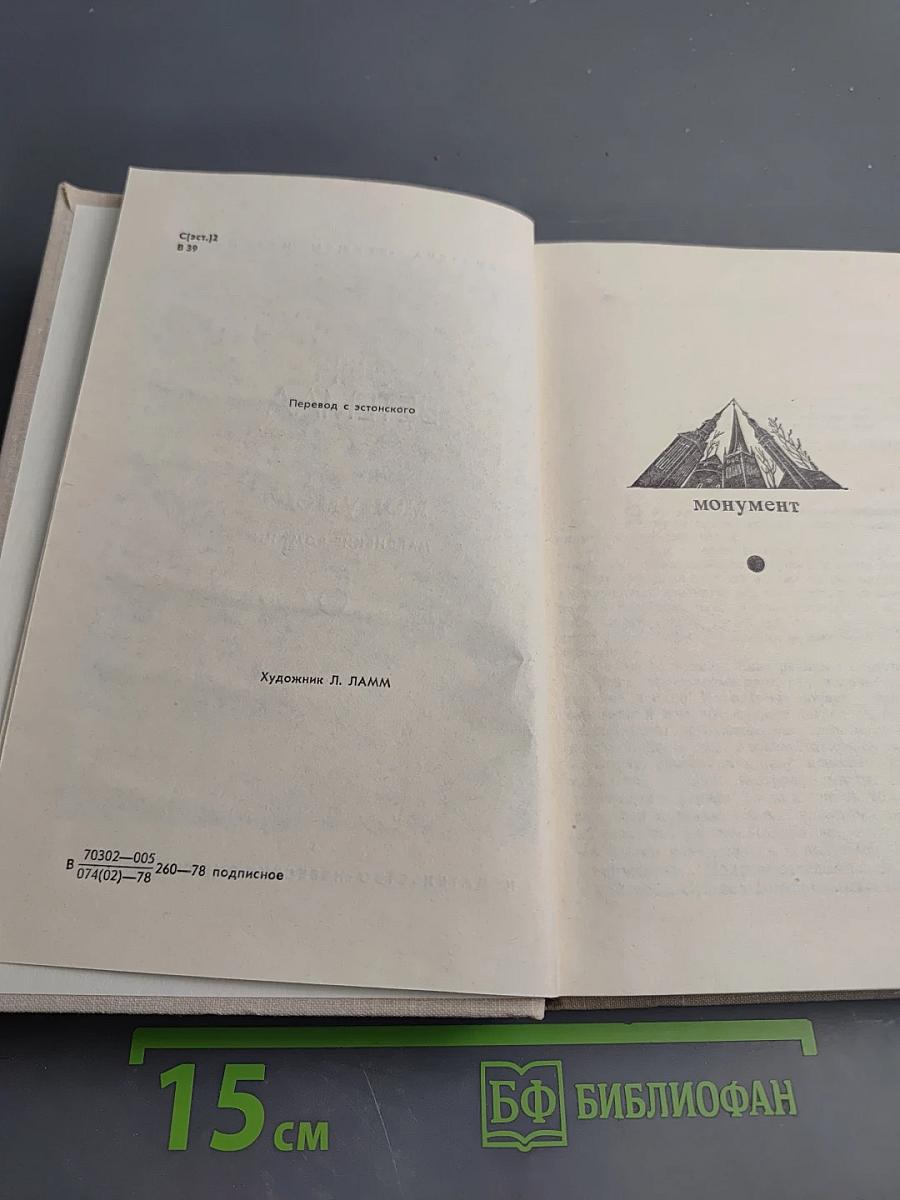 С(эст.)2
В 39
Перевод с эстонского
Художник Л. ЛАММ
70302—005
В 260—78 подписное
074(02)—78
монумент
15 см
БФ БИБЛИОФАН